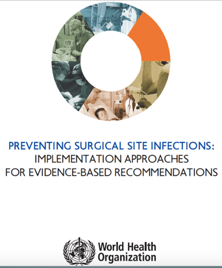 PREVENTING SURGICAL SITE INFECTIONS:
IMPLEMENTATION APPROACHES
FOR EVIDENCE-BASED RECOMMENDATIONS
World Health
Organization